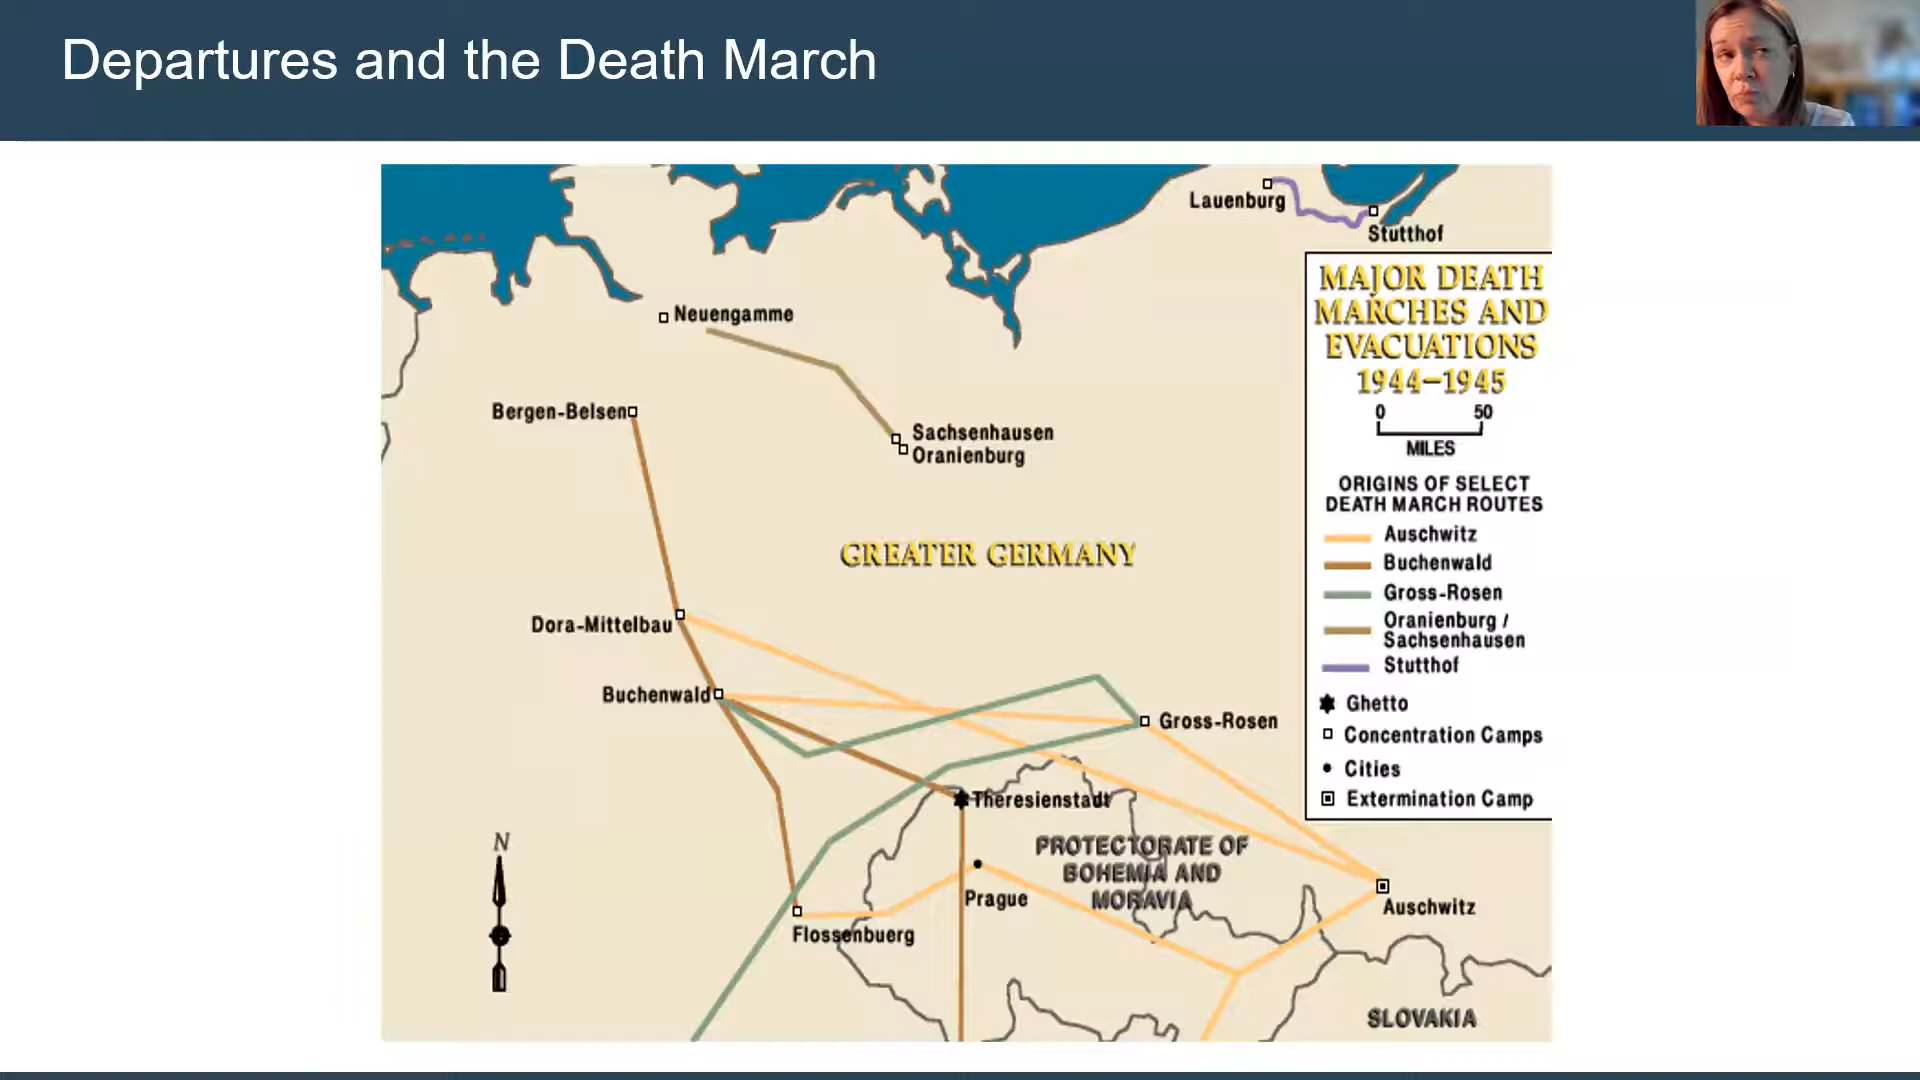 Departures and the Death March
Lauenburg
Stutthof
Neuengamme
Bergen-Belsen
Sachsenhausen
Oranienburg
GREATER GERMANY
Dora-Mittelbau
Buchenwald
Gross-Rosen
Theresienstadt
PROTECTORATE OF
BOHEMIA AND
MORAVIA
Prague
Auschwitz
Flossenbuerg
SLOVAKIA
N
MAJOR DEATH
MARCHES AND
EVACUATIONS
1944–1945
0 50
MILES
ORIGINS OF SELECT
DEATH MARCH ROUTES
Auschwitz
Buchenwald
Gross-Rosen
Oranienburg /
Sachsenhausen
Stutthof
Ghetto
Concentration Camps
Cities
Extermination Camp